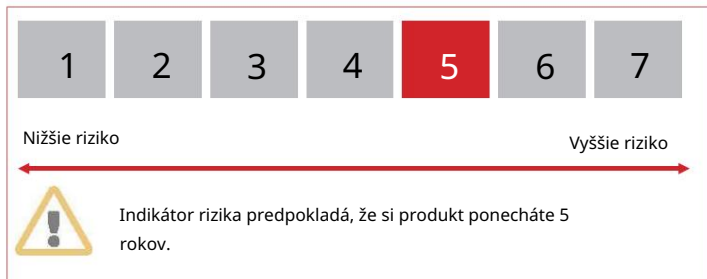 1 2 3 4 5 6 7
Nižšie riziko Vyššie riziko
Indikátor rizika predpokladá, že si produkt ponecháte 5
rokov.